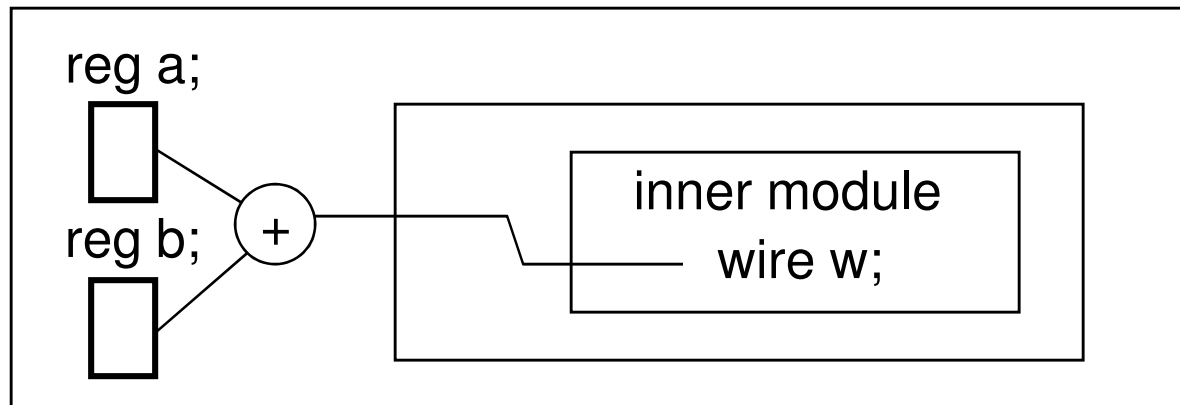 reg a;
reg b;
+
inner module
wire w;